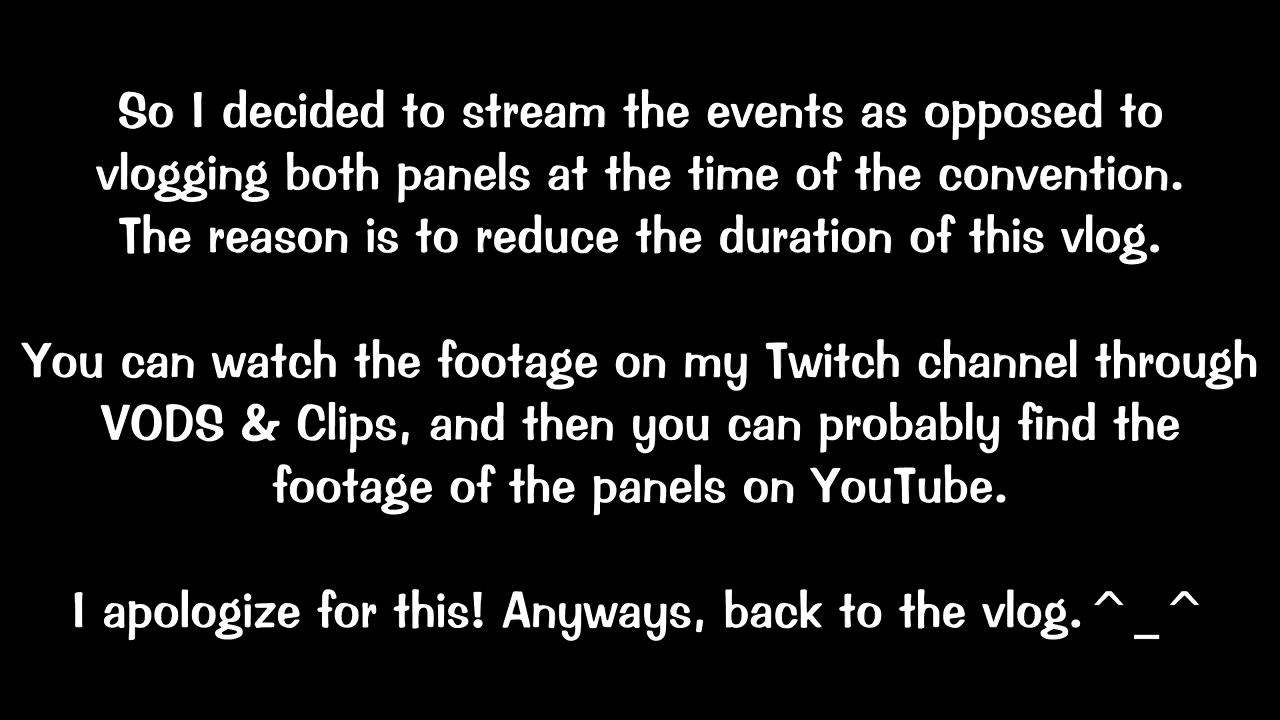 So I decided to stream the events as opposed to
vlogging both panels at the time of the convention.
The reason is to reduce the duration of this vlog.
You can watch the footage on my Twitch channel through
VODS & Clips, and then you can probably find the
footage of the panels on YouTube.
I apologize for this! Anyways, back to the vlog. ^_^